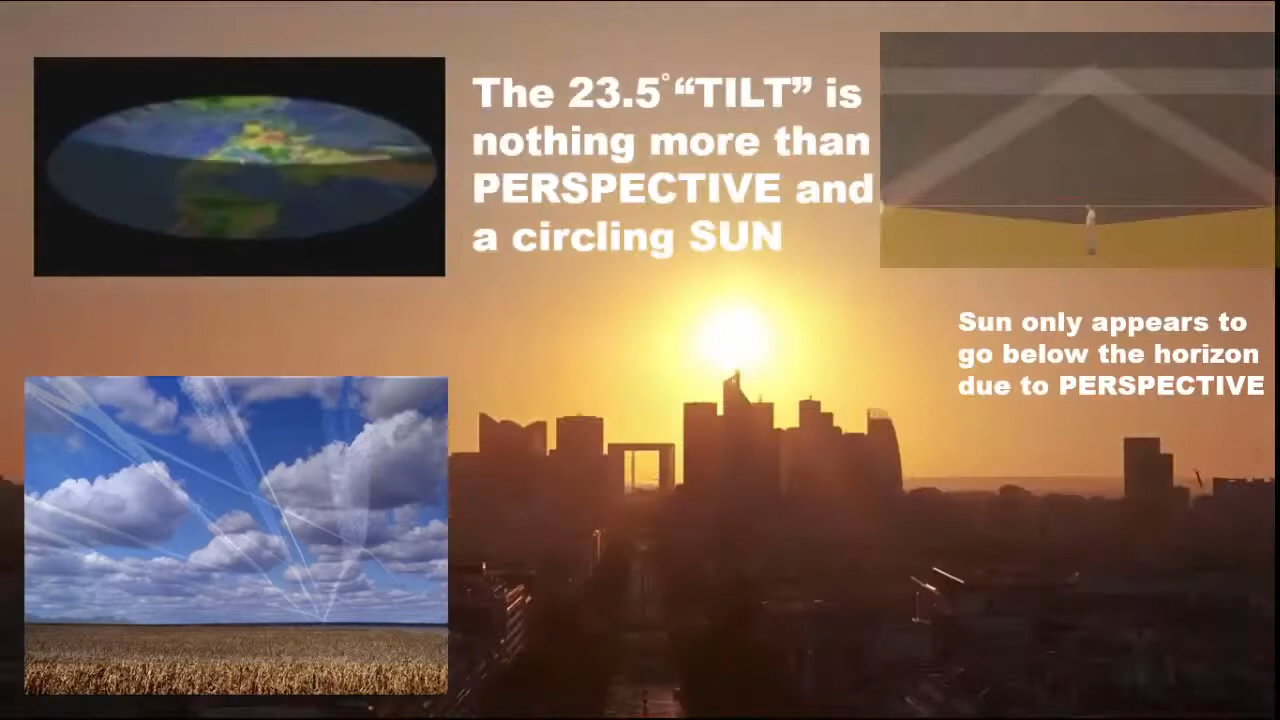 The 23.5° “TILT” is
nothing more than
PERSPECTIVE and
a circling SUN
Sun only appears to
go below the horizon
due to PERSPECTIVE